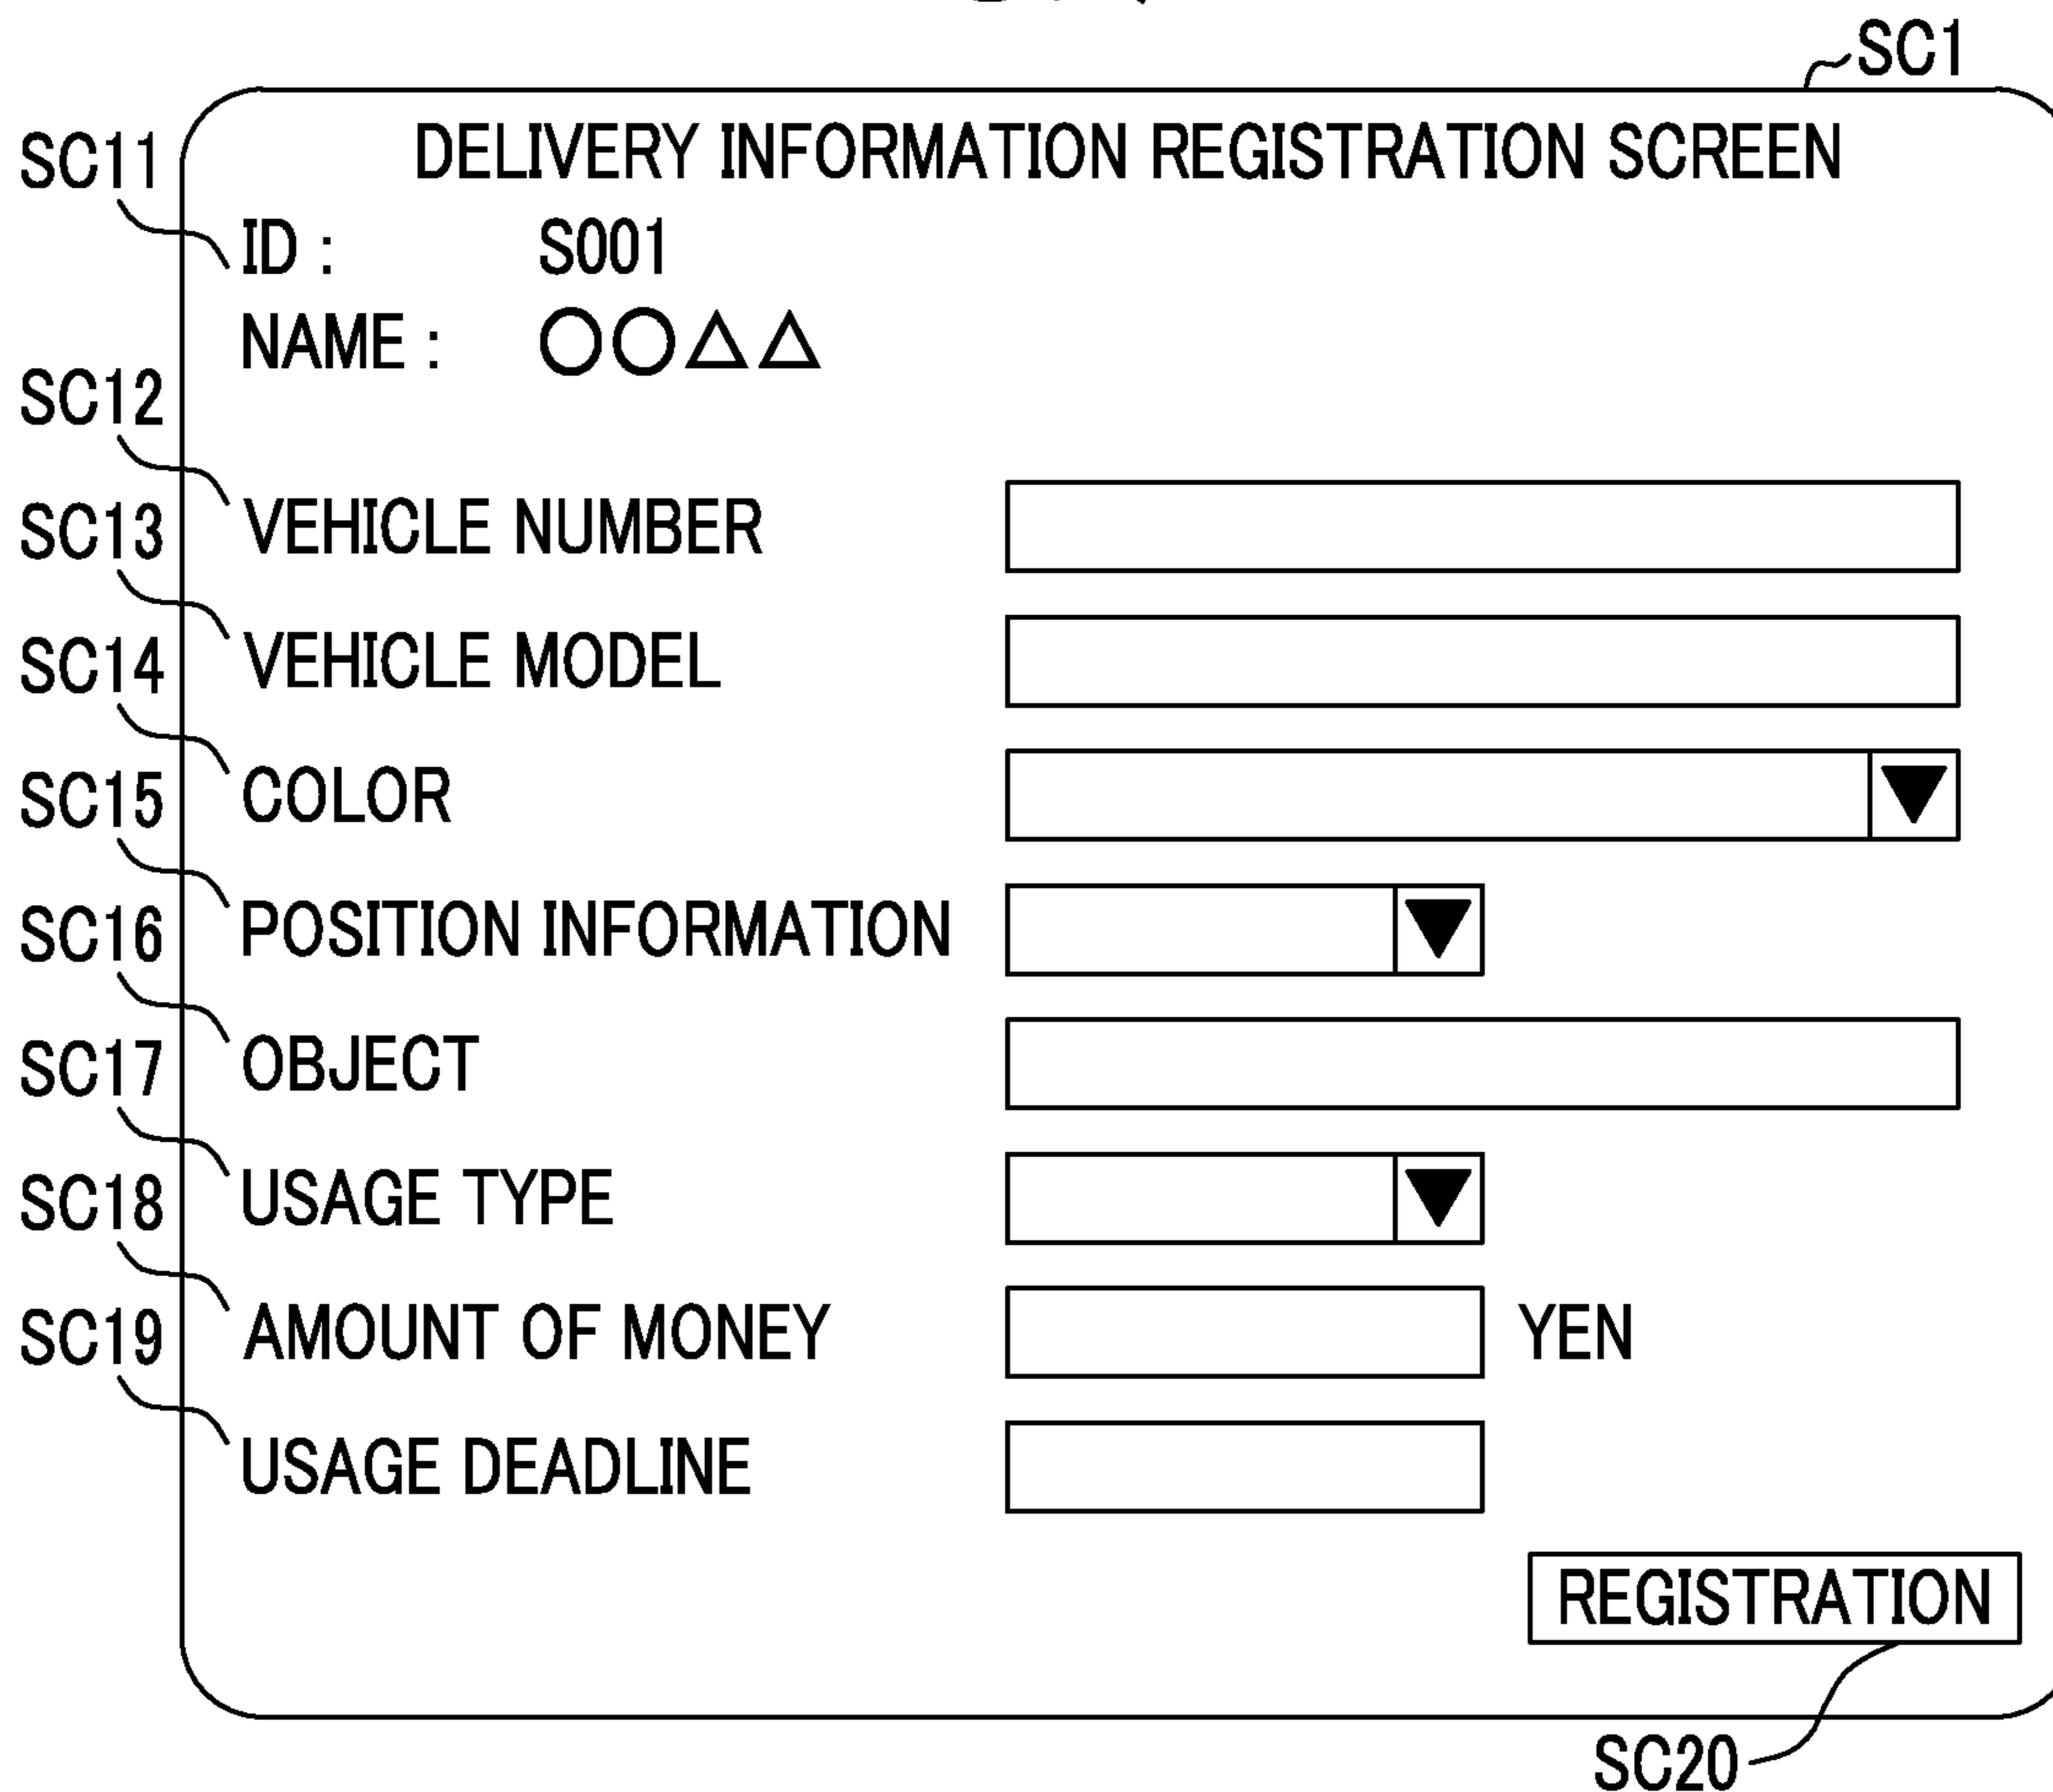 SC1
DELIVERY INFORMATION REGISTRATION SCREEN
SC11
ID : S001
NAME : ○○△△
SC12
VEHICLE NUMBER
SC13
VEHICLE MODEL
SC14
COLOR
SC15
POSITION INFORMATION
SC16
OBJECT
SC17
USAGE TYPE
SC18
AMOUNT OF MONEY YEN
SC19
USAGE DEADLINE
REGISTRATION
SC20